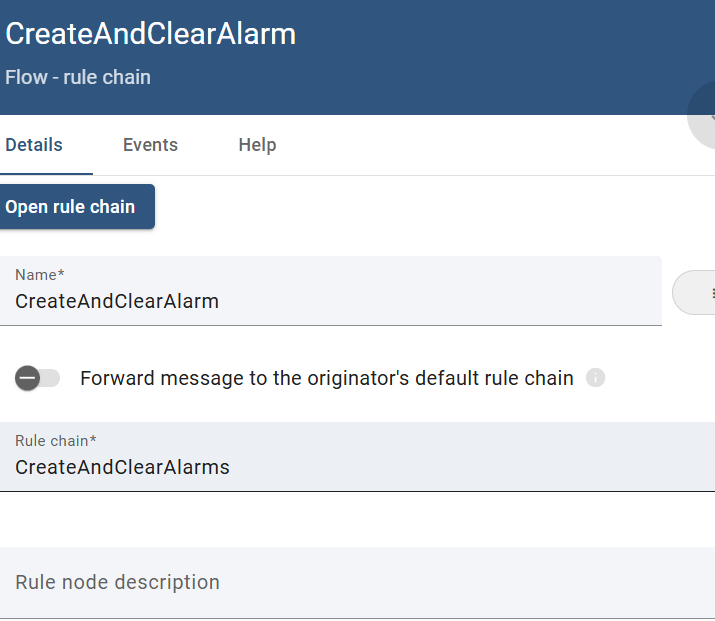 CreateAndClearAlarm
Flow - rule chain
Details Events Help
Open rule chain
Name*
CreateAndClearAlarm
Forward message to the originator's default rule chain
Rule chain*
CreateAndClearAlarms
Rule node description